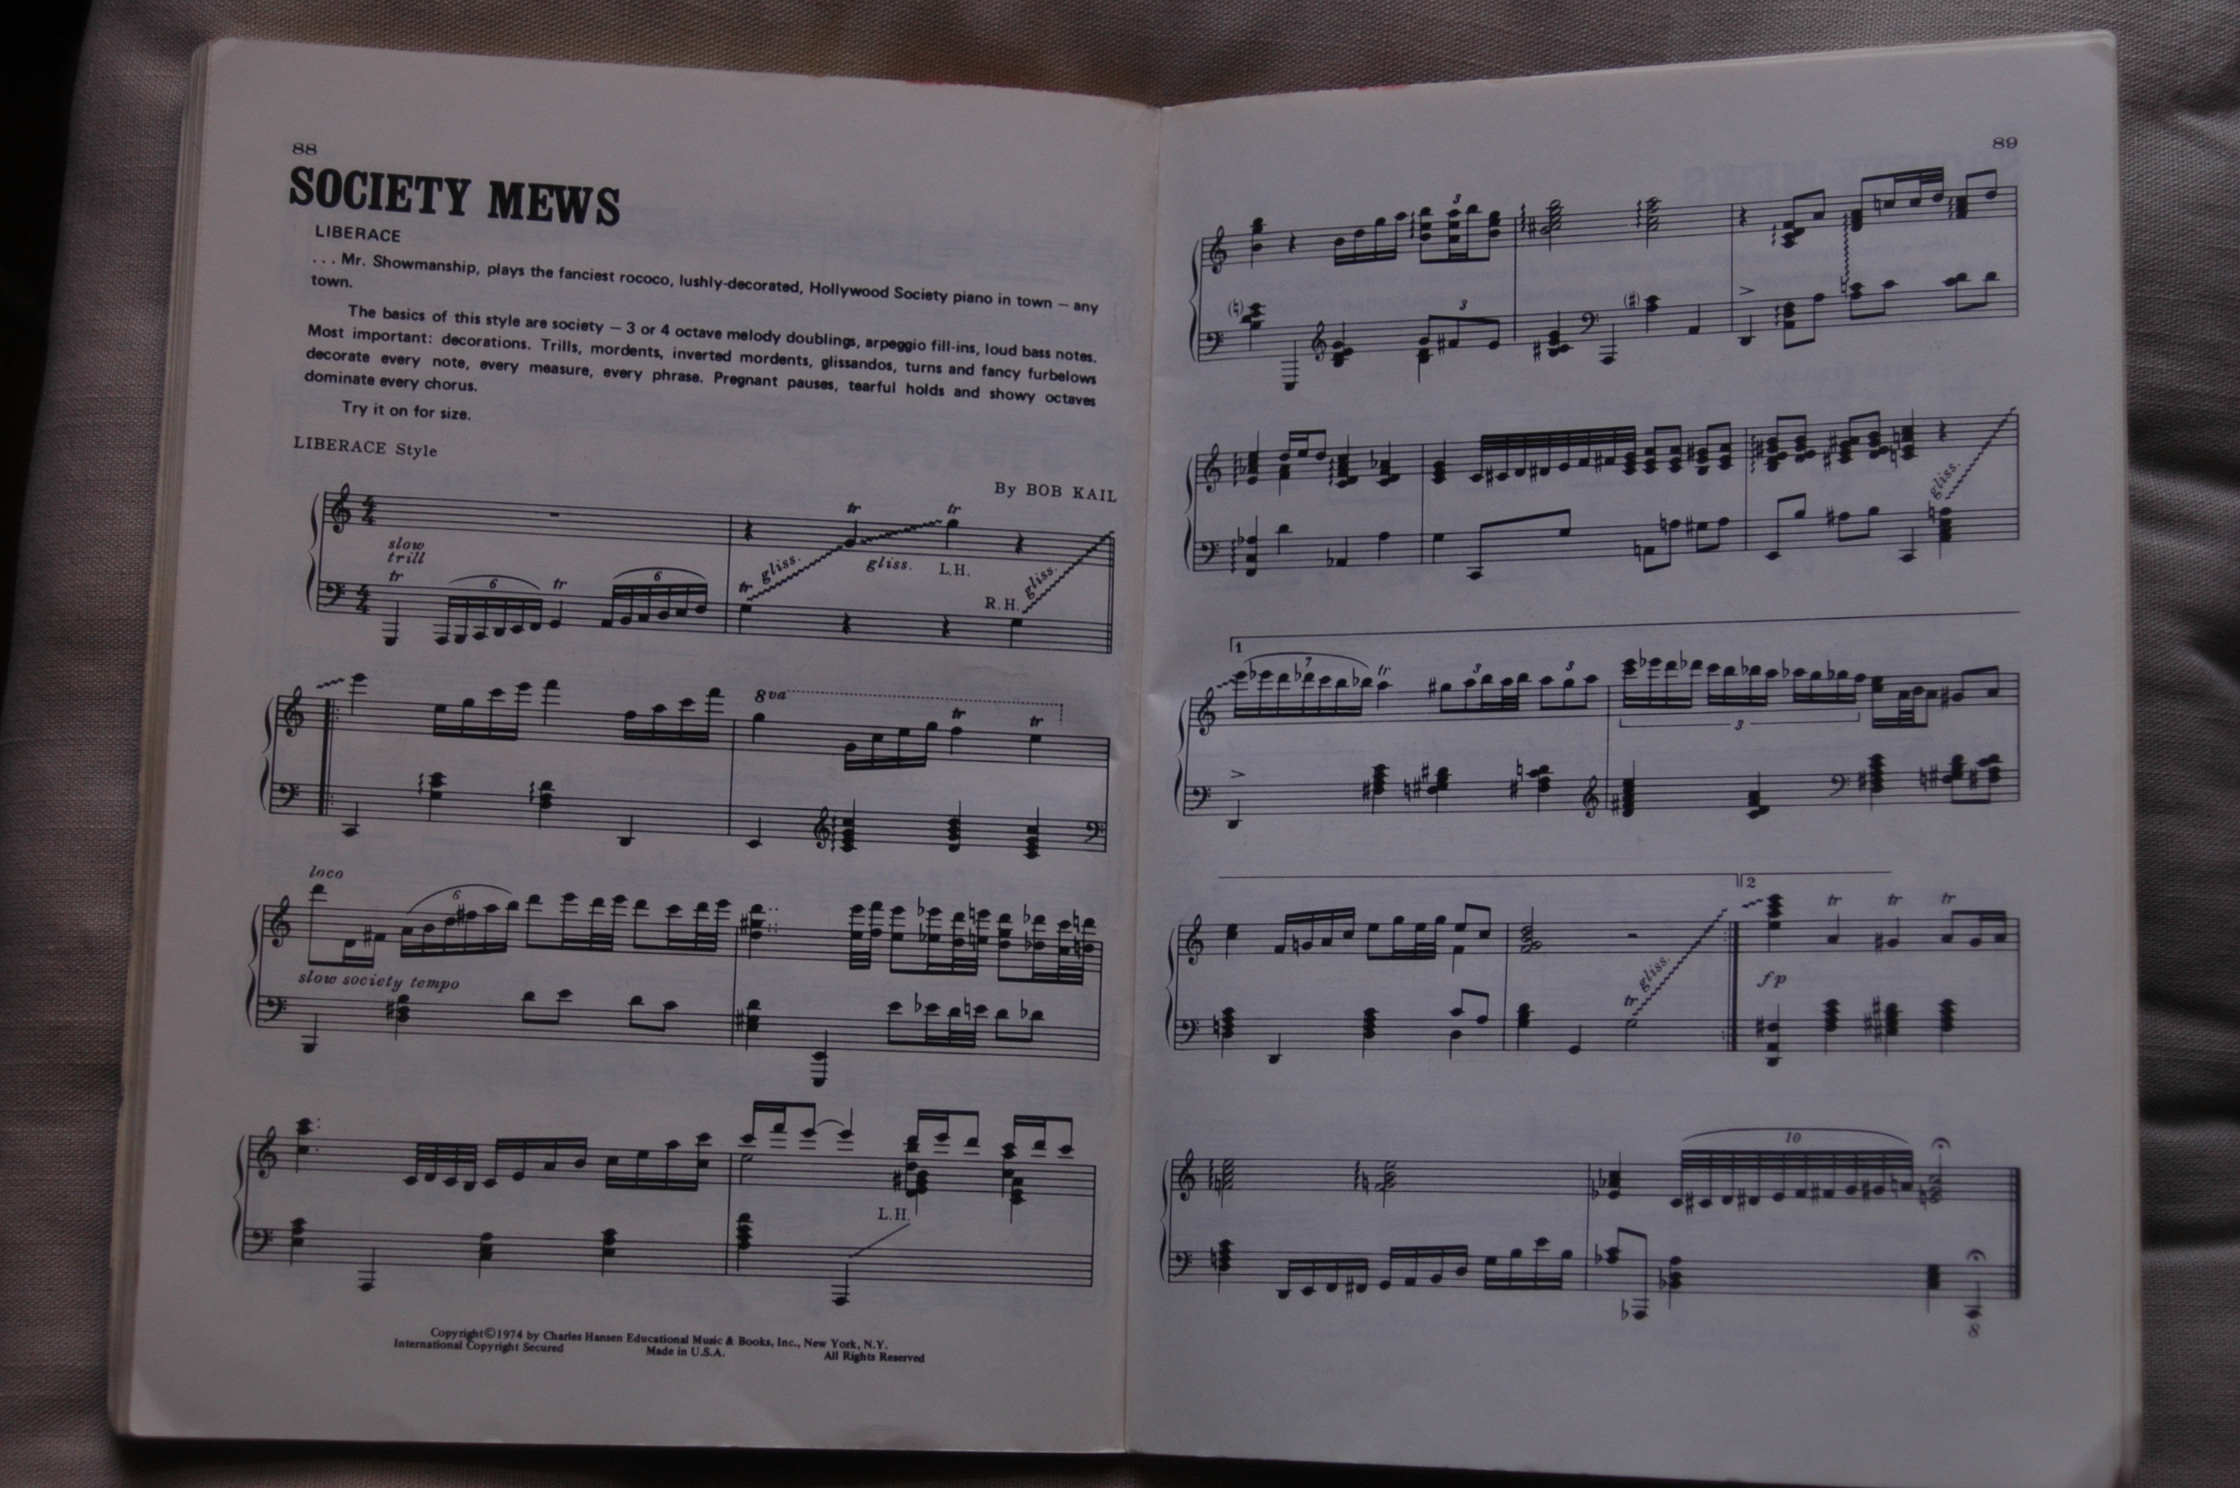 88
SOCIETY MEWS
LIBERACE
. . . Mr. Showmanship, plays the fanciest rococo, lushly-decorated, Hollywood Society piano in town — any
town.
The basics of this style are society — 3 or 4 octave melody doublings, arpeggio fill-ins, loud bass notes.
Most important: decorations. Trills, mordents, inverted mordents, glissandos, turns and fancy furbelows
decorate every note, every measure, every phrase. Pregnant pauses, tearful holds and showy octaves
dominate every chorus.
Try it on for size.
LIBERACE Style
By BOB KAIL
4 4
slow
trill
tr 6 tr 6
tr gliss. tr gliss. tr
L.H.
R.H. gliss.
4 4
8va
tr tr
loco
6
slow society tempo
L.H.
Copyright©1974 by Charles Hansen Educational Music & Books, Inc., New York, N.Y.
International Copyright Secured Made in U.S.A. All Rights Reserved
89
3
3
gliss.
1
7 tr 3 3
3
2
tr tr tr
tr gliss.
fp
10
8